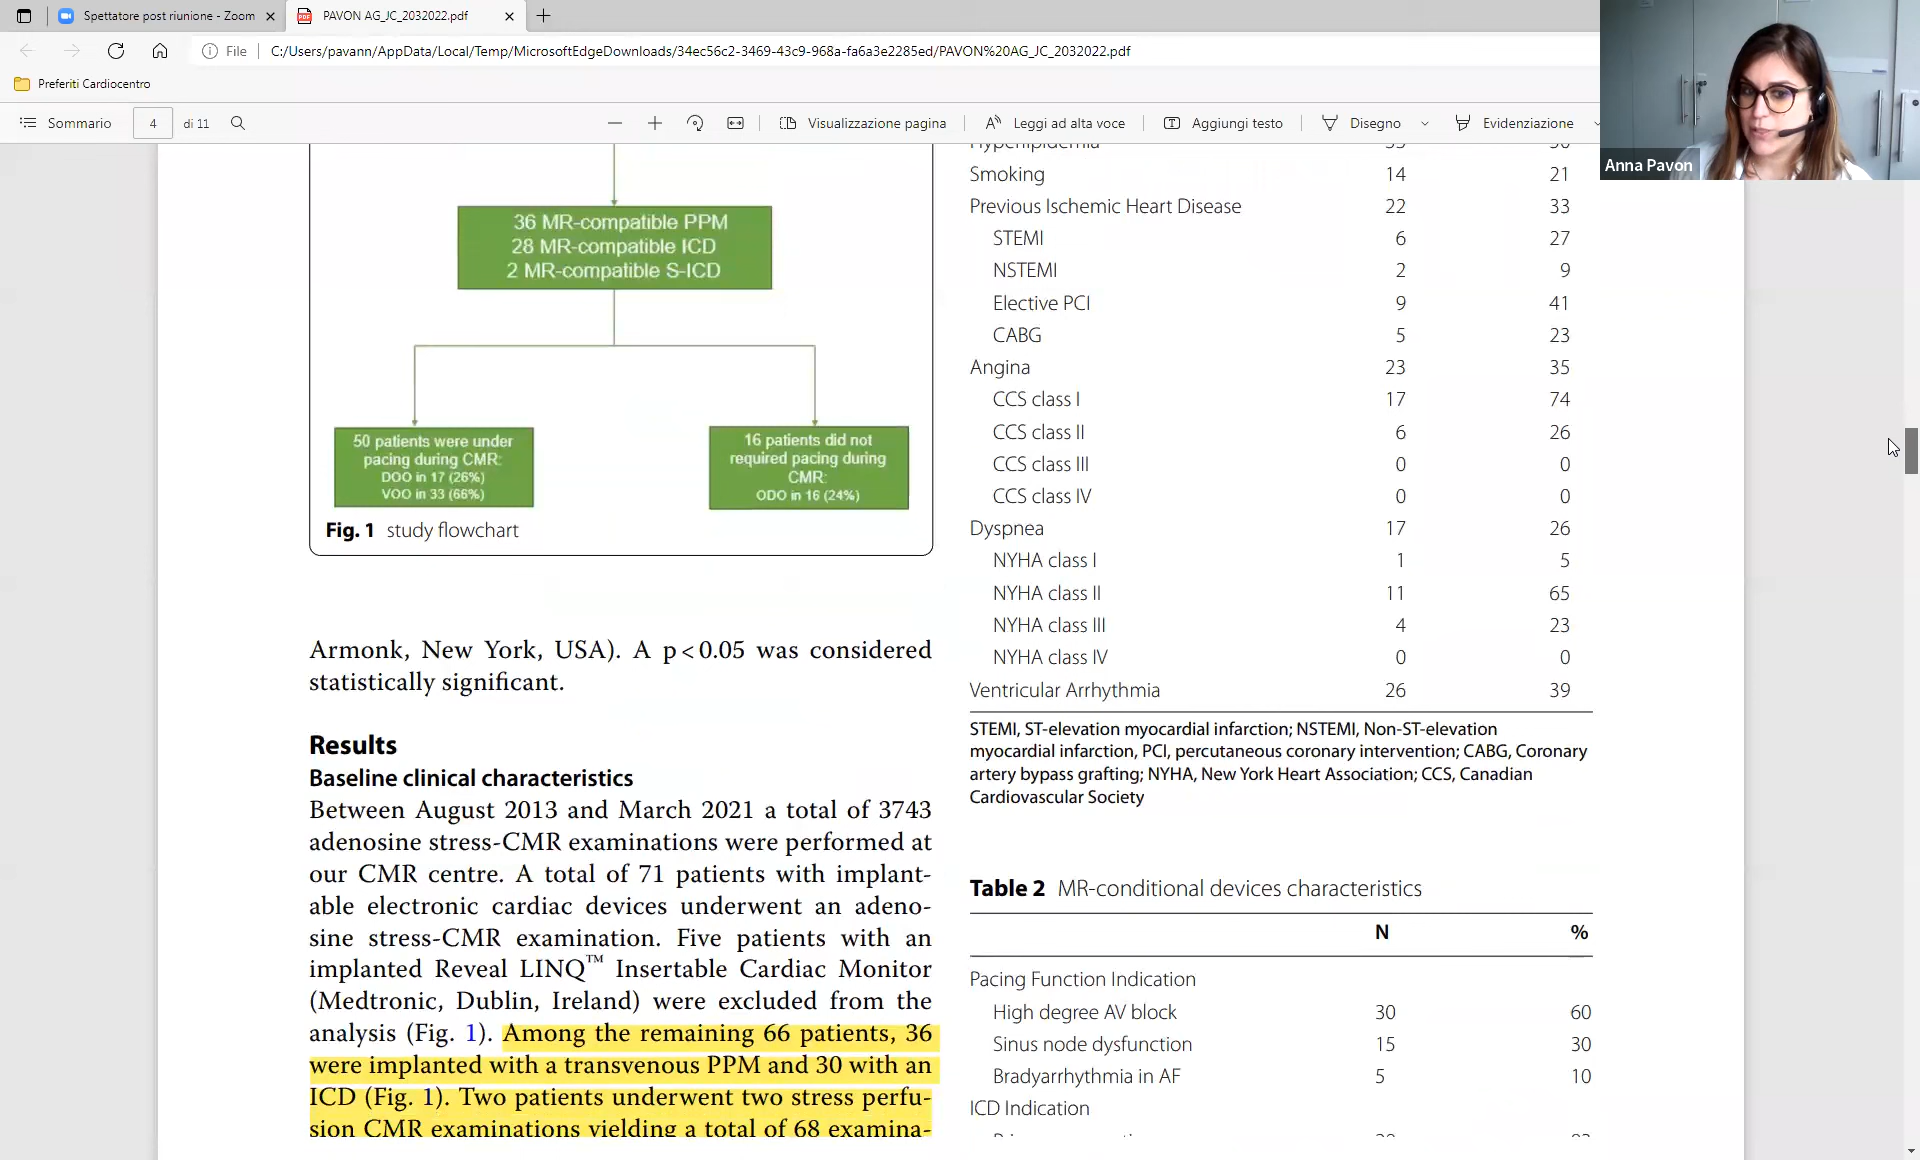 Spettatore post riunione - Zoom
PAVON AG_JC_2032022.pdf
File
C:/Users/pavann/AppData/Local/Temp/MicrosoftEdgeDownloads/34ec56c2-3469-43c9-968a-fa6a3e2285ed/PAVON%20AG_JC_2032022.pdf
Preferiti Cardiocentro
Sommario 4 di 11
Visualizzazione pagina
Leggi ad alta voce
Aggiungi testo
Disegno
Evidenziazione
Anna Pavon
36 MR-compatible PPM
28 MR-compatible ICD
2 MR-compatible S-ICD
50 patients were under
pacing during CMR:
DOO in 17 (26%)
VOO in 33 (66%)
16 patients did not
required pacing during
CMR:
ODO in 16 (24%)
Fig. 1 study flowchart
Armonk, New York, USA). A p<0.05 was considered
statistically significant.
Results
Baseline clinical characteristics
Between August 2013 and March 2021 a total of 3743
adenosine stress-CMR examinations were performed at
our CMR centre. A total of 71 patients with implant-
able electronic cardiac devices underwent an adeno-
sine stress-CMR examination. Five patients with an
implanted Reveal LINQ™ Insertable Cardiac Monitor
(Medtronic, Dublin, Ireland) were excluded from the
analysis (Fig. 1). Among the remaining 66 patients, 36
were implanted with a transvenous PPM and 30 with an
ICD (Fig. 1). Two patients underwent two stress perfu-
sion CMR examinations yielding a total of 68 examina-
Hyperlipidemia
Smoking 14 21
Previous Ischemic Heart Disease 22 33
STEMI 6 27
NSTEMI 2 9
Elective PCI 9 41
CABG 5 23
Angina 23 35
CCS class I 17 74
CCS class II 6 26
CCS class III 0 0
CCS class IV 0 0
Dyspnea 17 26
NYHA class I 1 5
NYHA class II 11 65
NYHA class III 4 23
NYHA class IV 0 0
Ventricular Arrhythmia 26 39
STEMI, ST-elevation myocardial infarction; NSTEMI, Non-ST-elevation
myocardial infarction, PCI, percutaneous coronary intervention; CABG, Coronary
artery bypass grafting; NYHA, New York Heart Association; CCS, Canadian
Cardiovascular Society
Table 2 MR-conditional devices characteristics
N %
Pacing Function Indication
High degree AV block 30 60
Sinus node dysfunction 15 30
Bradyarrhythmia in AF 5 10
ICD Indication